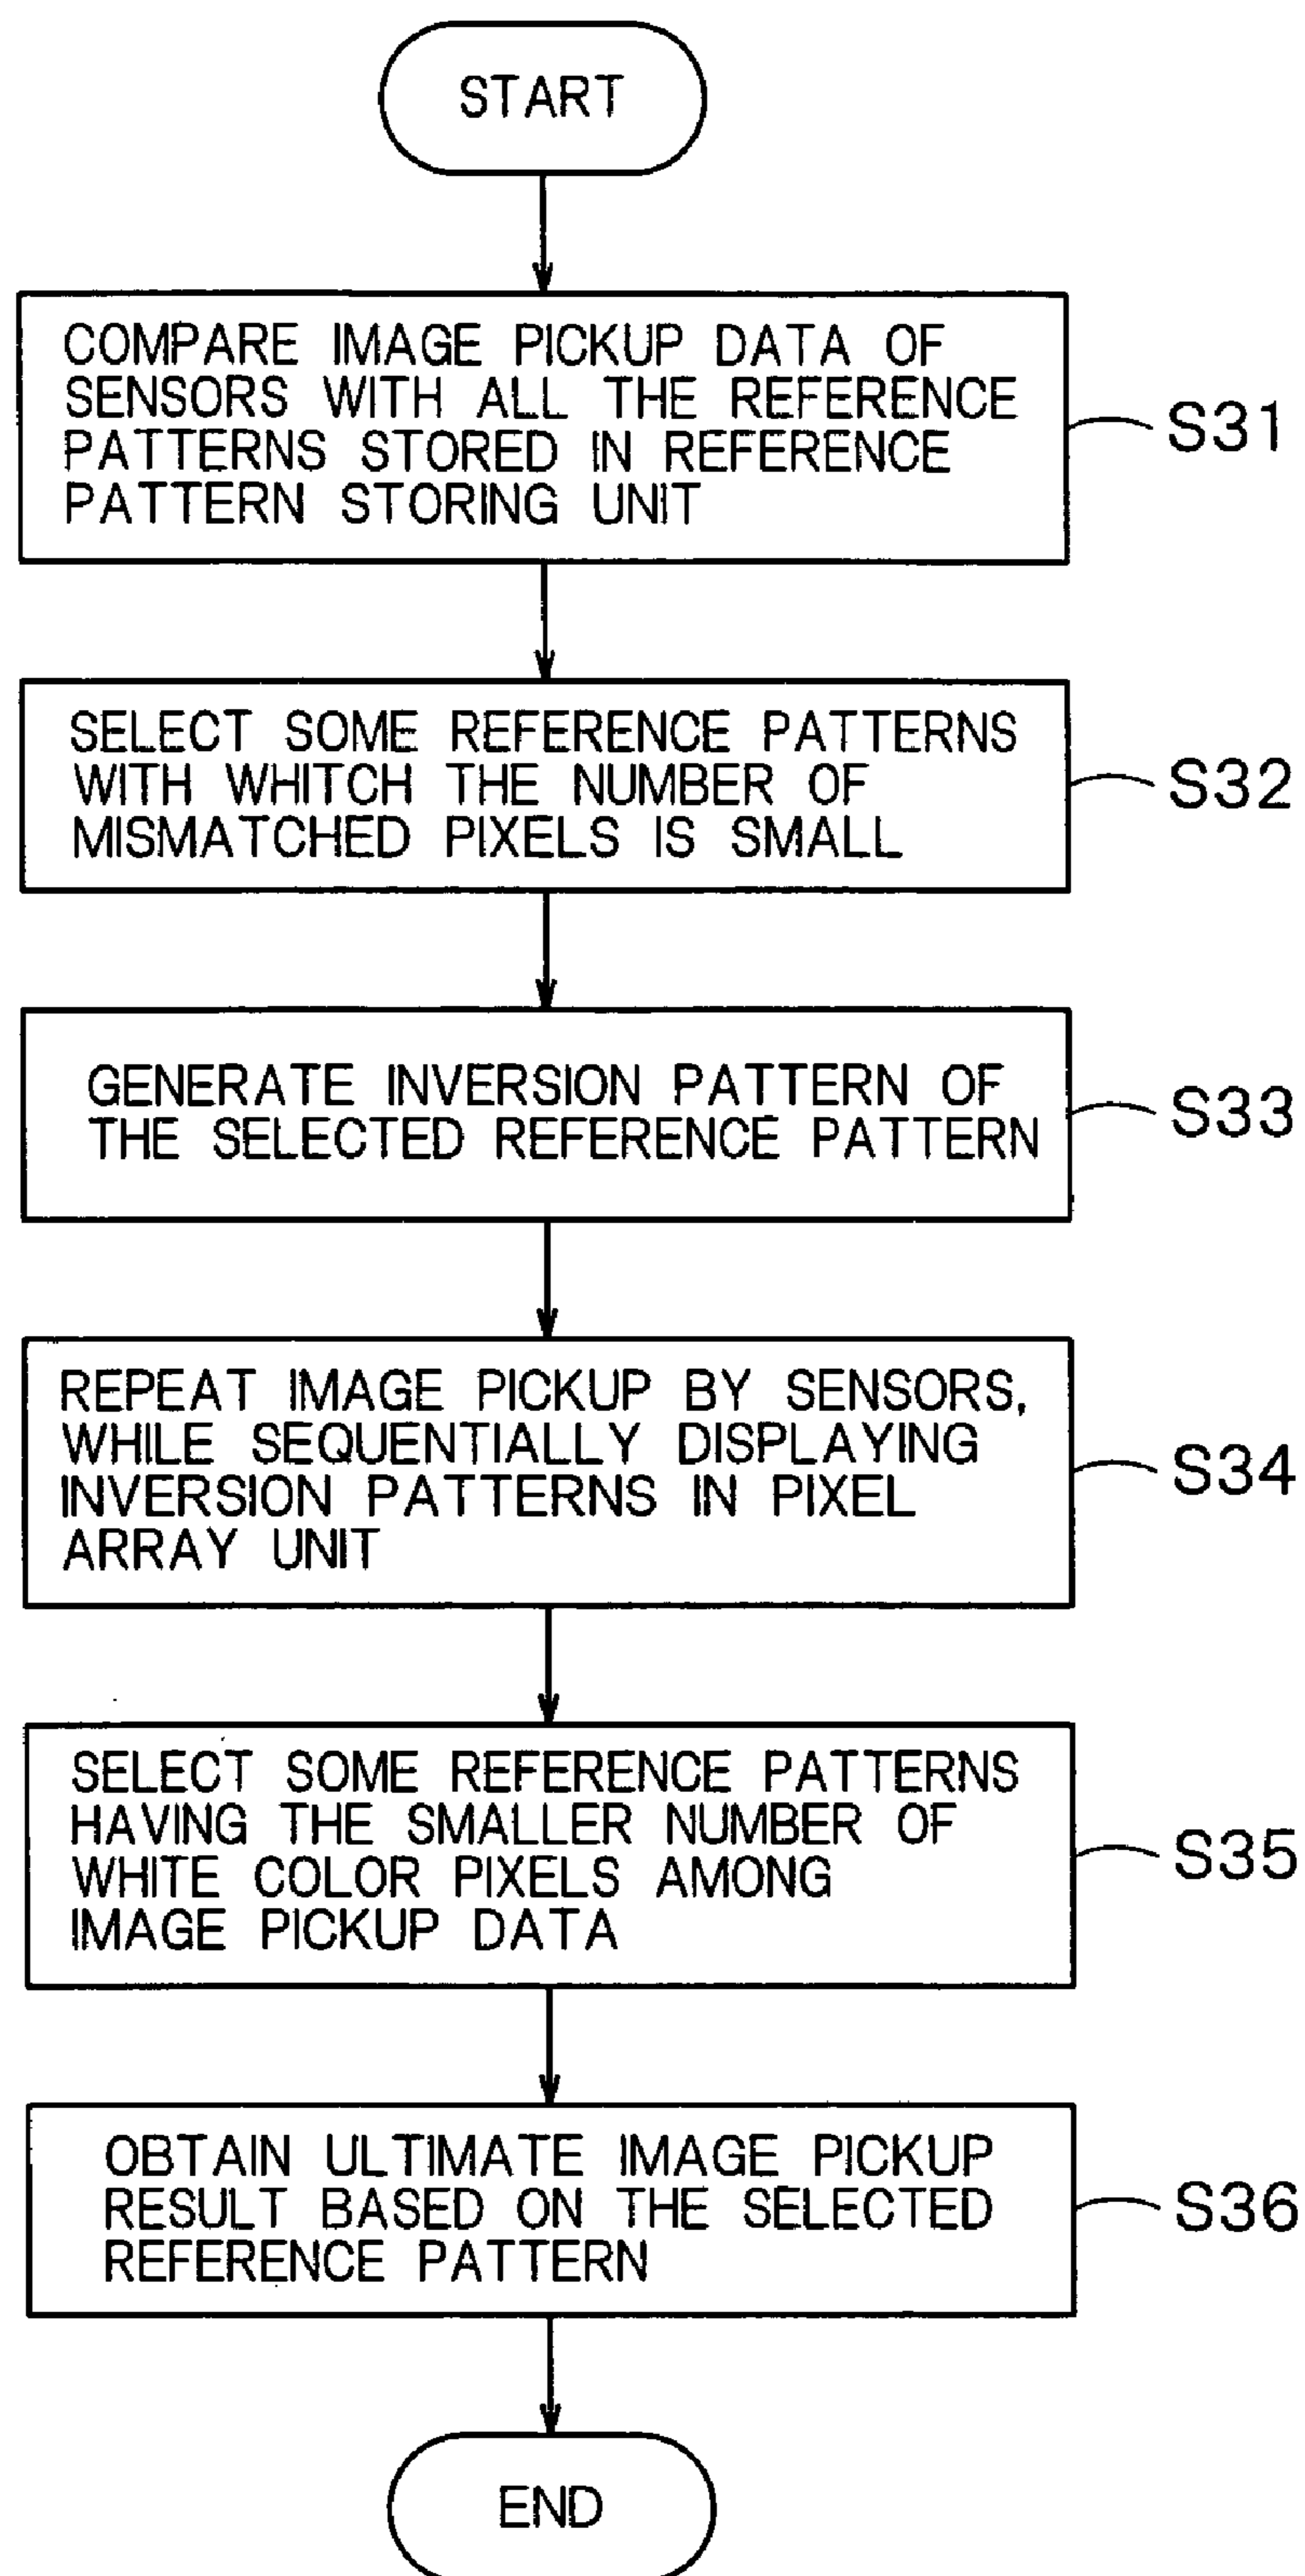 START
COMPARE IMAGE PICKUP DATA OF
SENSORS WITH ALL THE REFERENCE
PATTERNS STORED IN REFERENCE
PATTERN STORING UNIT
S31
SELECT SOME REFERENCE PATTERNS
WITH WHITCH THE NUMBER OF
MISMATCHED PIXELS IS SMALL
S32
GENERATE INVERSION PATTERN OF
THE SELECTED REFERENCE PATTERN
S33
REPEAT IMAGE PICKUP BY SENSORS,
WHILE SEQUENTIALLY DISPLAYING
INVERSION PATTERNS IN PIXEL
ARRAY UNIT
S34
SELECT SOME REFERENCE PATTERNS
HAVING THE SMALLER NUMBER OF
WHITE COLOR PIXELS AMONG
IMAGE PICKUP DATA
S35
OBTAIN ULTIMATE IMAGE PICKUP
RESULT BASED ON THE SELECTED
REFERENCE PATTERN
S36
END